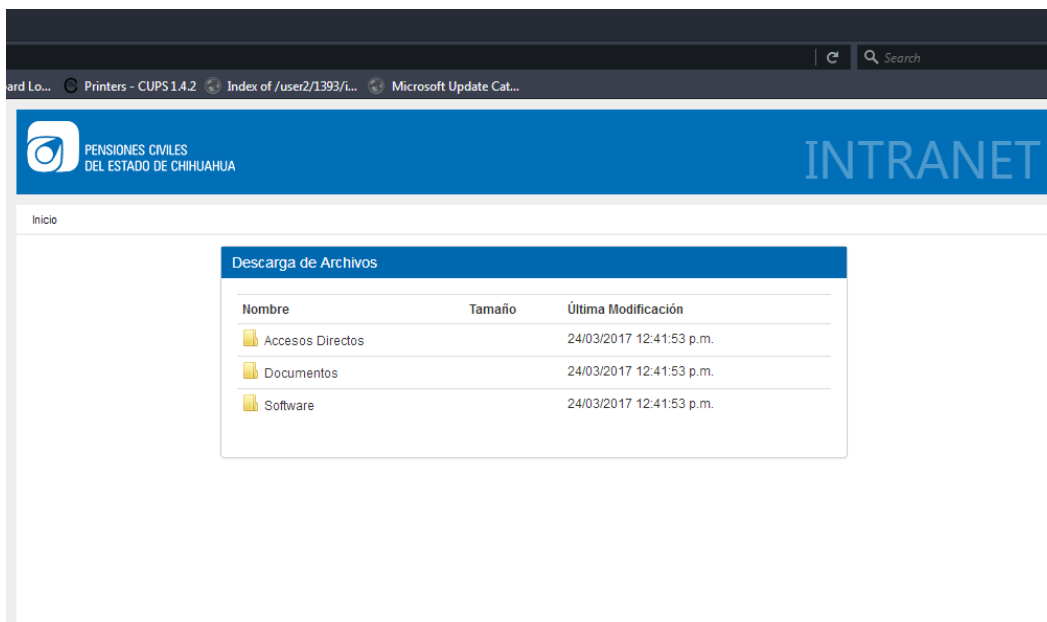 Search
ard Lo... Printers - CUPS 1.4.2 Index of /user2/1393/i... Microsoft Update Cat...
PENSIONES CIVILES
DEL ESTADO DE CHIHUAHUA
INTRANET
Inicio
Descarga de Archivos
Nombre Tamaño Última Modificación
Accesos Directos 24/03/2017 12:41:53 p.m.
Documentos 24/03/2017 12:41:53 p.m.
Software 24/03/2017 12:41:53 p.m.